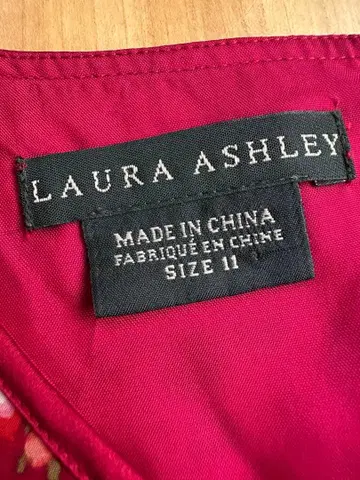 LAURA ASHLEY
MADE IN CHINA
FABRIQUÉ EN CHINE
SIZE 11